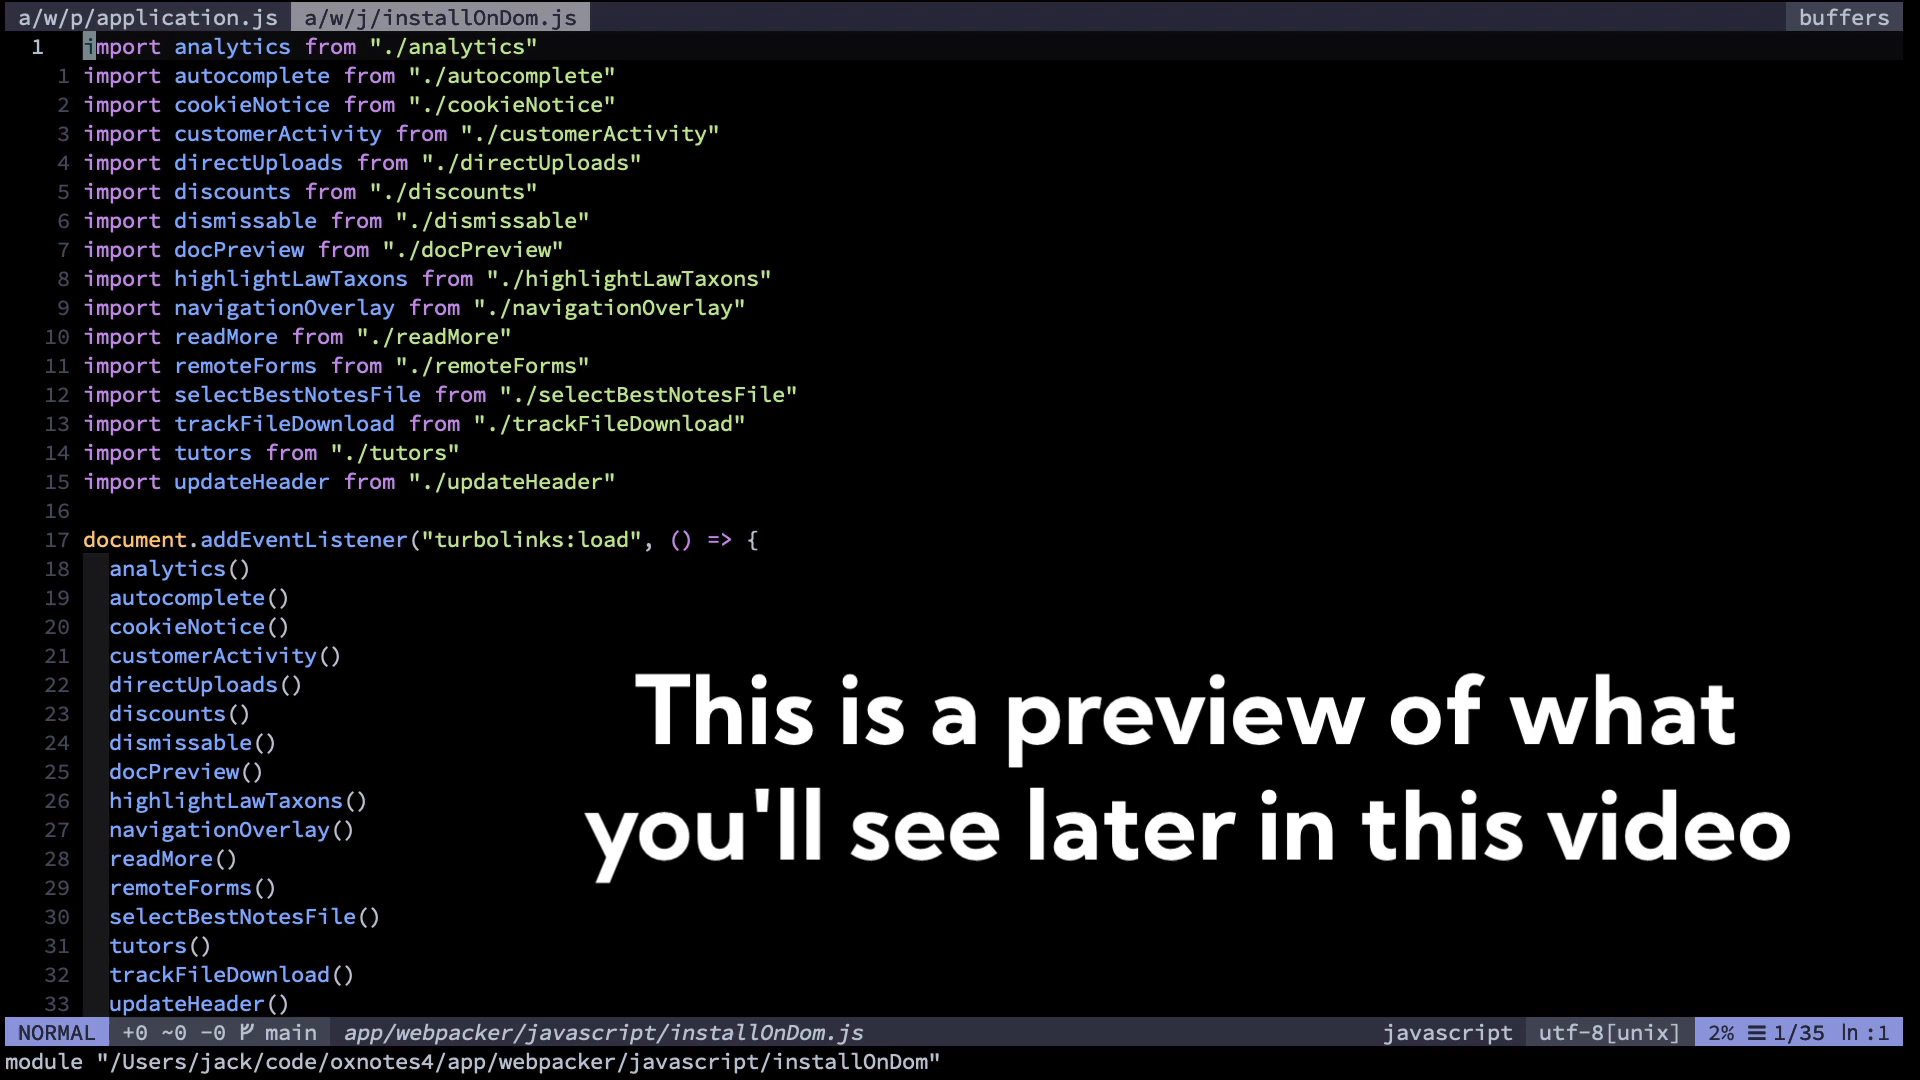 a/w/p/application.js a/w/j/installOnDom.js buffers
1 import analytics from "./analytics"
1 import autocomplete from "./autocomplete"
2 import cookieNotice from "./cookieNotice"
3 import customerActivity from "./customerActivity"
4 import directUploads from "./directUploads"
5 import discounts from "./discounts"
6 import dismissable from "./dismissable"
7 import docPreview from "./docPreview"
8 import highlightLawTaxons from "./highlightLawTaxons"
9 import navigationOverlay from "./navigationOverlay"
10 import readMore from "./readMore"
11 import remoteForms from "./remoteForms"
12 import selectBestNotesFile from "./selectBestNotesFile"
13 import trackFileDownload from "./trackFileDownload"
14 import tutors from "./tutors"
15 import updateHeader from "./updateHeader"
16
17 document.addEventListener("turbolinks:load", () => {
18 analytics()
19 autocomplete()
20 cookieNotice()
21 customerActivity()
22 directUploads()
23 discounts()
24 dismissable()
25 docPreview()
26 highlightLawTaxons()
27 navigationOverlay()
28 readMore()
29 remoteForms()
30 selectBestNotesFile()
31 tutors()
32 trackFileDownload()
33 updateHeader()
This is a preview of what
you'll see later in this video
NORMAL +0 ~0 -0 main app/webpacker/javascript/installOnDom.js javascript utf-8[unix] 2% ☰ 1/35 ln :1
module "/Users/jack/code/oxnotes4/app/webpacker/javascript/installOnDom"